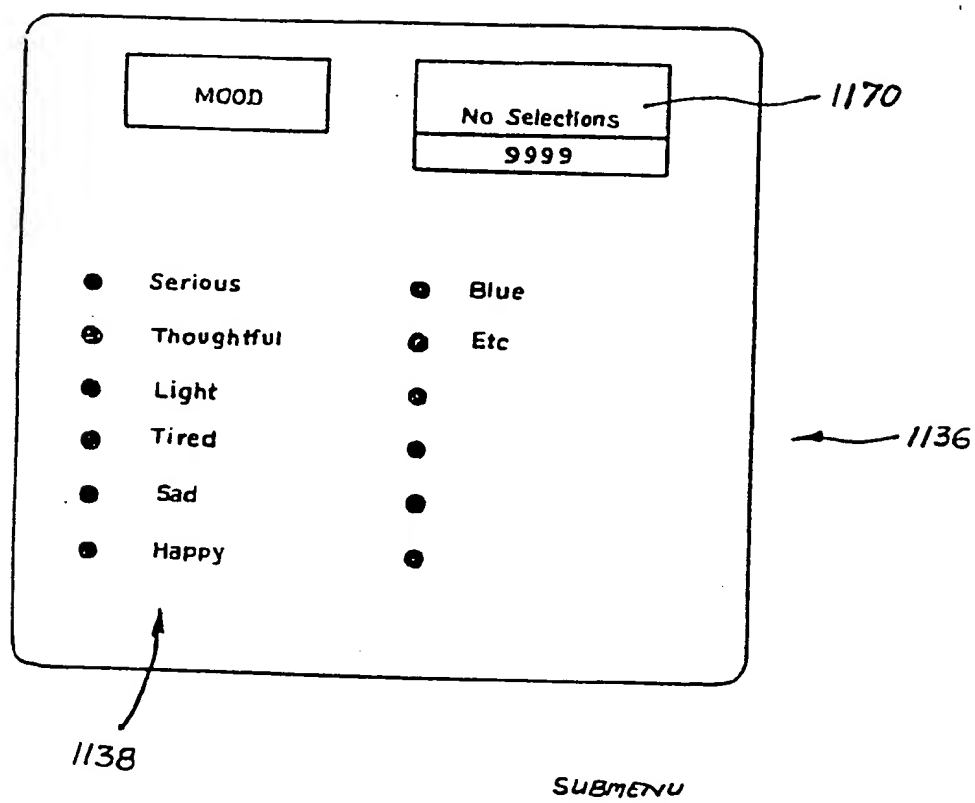 MOOD
No Selections
9999
1170
Serious
Thoughtful
Light
Tired
Sad
Happy
Blue
Etc
1136
1138
SUBMENU